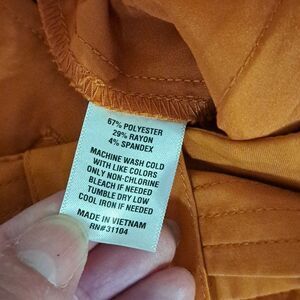 67% POLYESTER
29% RAYON
4% SPANDEX
MACHINE WASH COLD
WITH LIKE COLORS
ONLY NON-CHLORINE
BLEACH IF NEEDED
TUMBLE DRY LOW
COOL IRON IF NEEDED
MADE IN VIETNAM
RN#31104